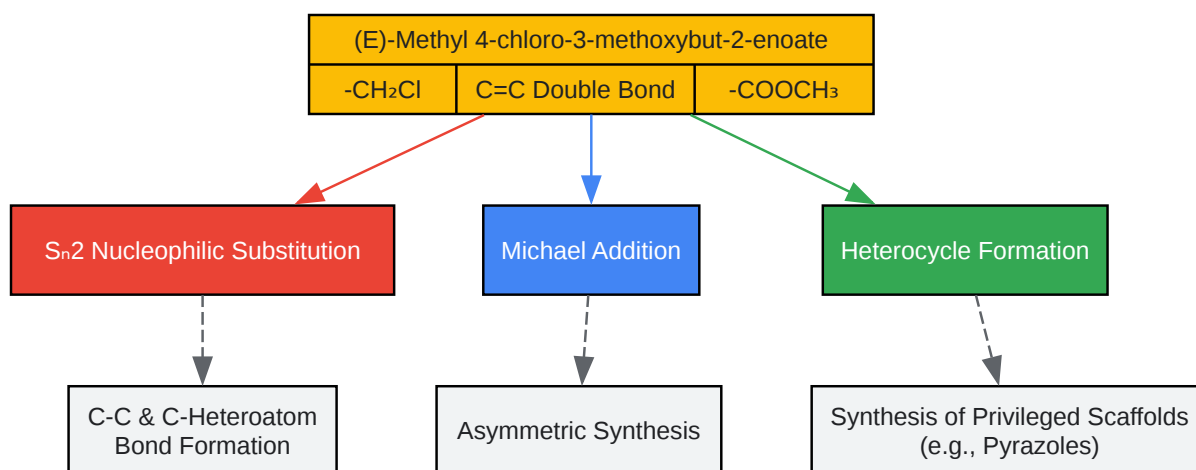 (E)-Methyl 4-chloro-3-methoxybut-2-enoate
-CH₂Cl
C=C Double Bond
-COOCH₃
Sₙ2 Nucleophilic Substitution
Michael Addition
Heterocycle Formation
C-C & C-Heteroatom
Bond Formation
Asymmetric Synthesis
Synthesis of Privileged Scaffolds
(e.g., Pyrazoles)